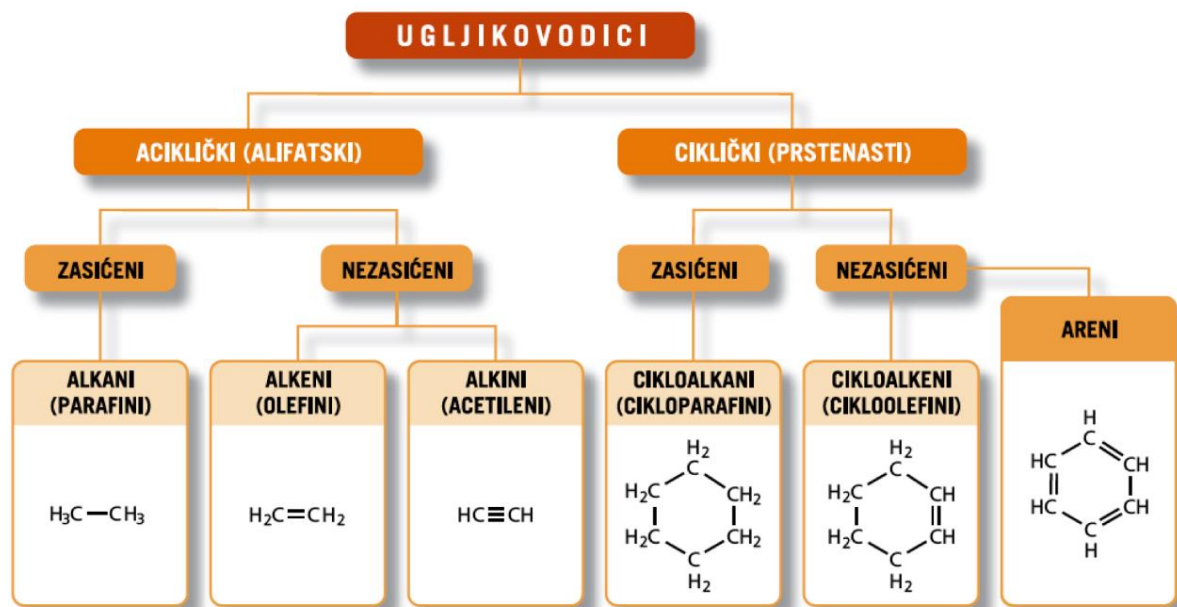 UGLJIKOVODICI
ACIKLIČKI (ALIFATSKI)
CIKLIČKI (PRSTENASTI)
ZASIĆENI
NEZASIĆENI
ZASIĆENI
NEZASIĆENI
ARENI
ALKANI
(PARAFINI)
ALKENI
(OLEFINI)
ALKINI
(ACETILENI)
CIKLOALKANI
(CIKLOPARAFINI)
CIKLOALKENI
(CIKLOOLEFINI)
H₃C—CH₃
H₂C=CH₂
HC≡CH
H₂
C
H₂C CH₂
H₂C CH₂
C
H₂
H₂
C
H₂C CH
H₂C CH
C
H₂
H
C
HC CH
HC CH
C
H